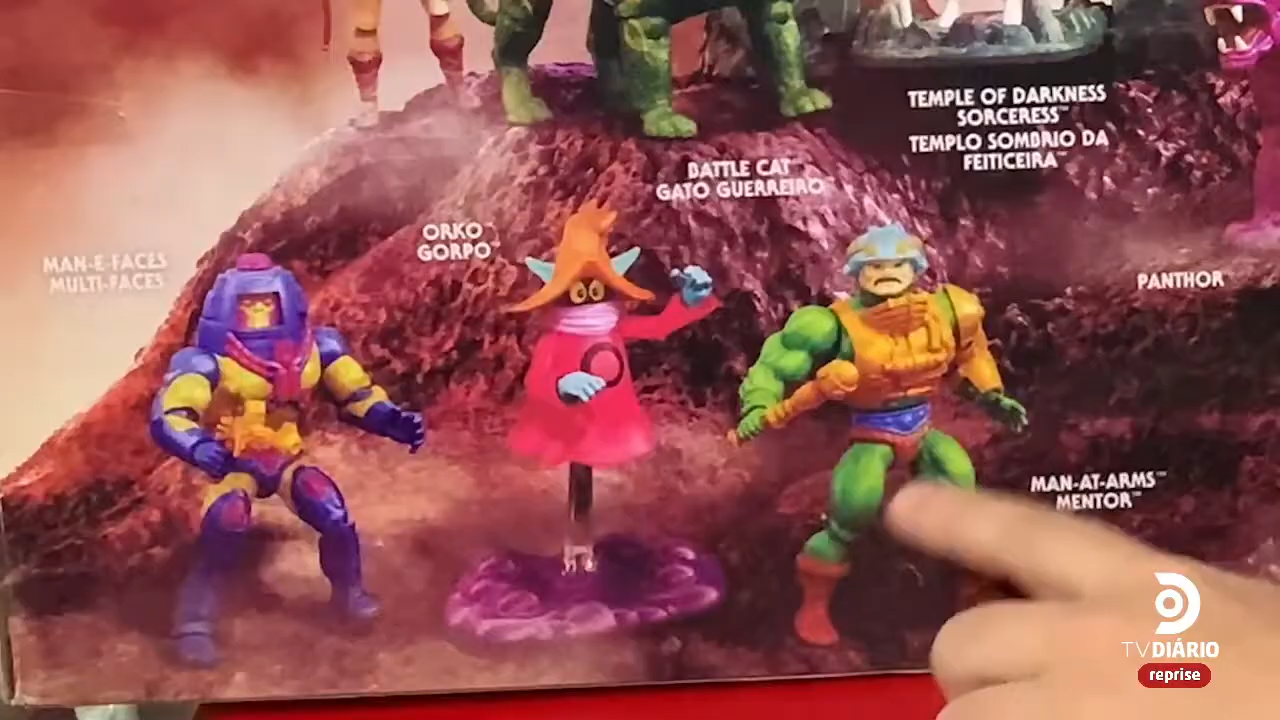 TEMPLE OF DARKNESS
SORCERESS™
TEMPLO SOMBRIO DA
FEITICEIRA™
BATTLE CAT™
GATO GUERREIRO™
ORKO™
GORPO™
MAN-E-FACES
MULTI-FACES
PANTHOR
MAN-AT-ARMS™
MENTOR™
TV DIÁRIO
reprise